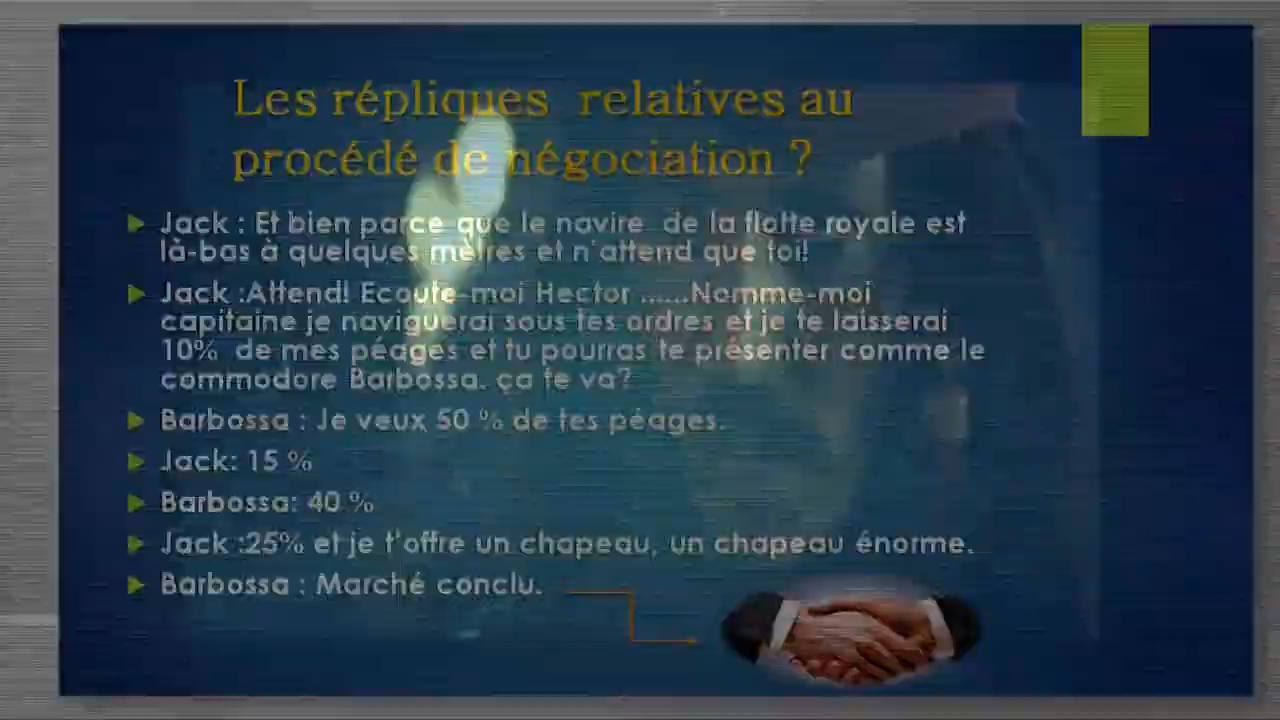 Les répliques relatives au
procédé de négociation ?
Jack : Et bien parce que le navire de la flotte royale est
là-bas à quelques mètres et n'attend que toi!
Jack :Attend! Ecoute-moi Hector ......Nomme-moi
capitaine je naviguerai sous tes ordres et je te laisserai
10% de mes péages et tu pourras te présenter comme le
commodore Barbossa. ça te va?
Barbossa : Je veux 50 % de tes péages.
Jack: 15 %
Barbossa: 40 %
Jack :25% et je t'offre un chapeau, un chapeau énorme.
Barbossa : Marché conclu.